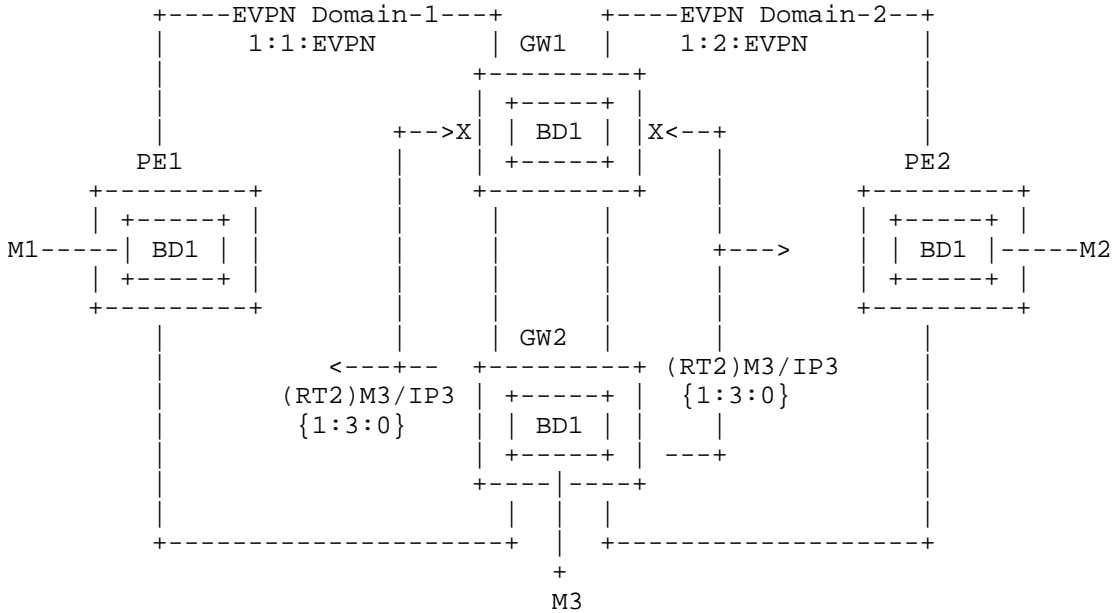 EVPN Domain-1 EVPN Domain-2
1:1:EVPN GW1 1:2:EVPN
X BD1 X
PE1 PE2
M1 BD1 BD1 M2
GW2
(RT2)M3/IP3 (RT2)M3/IP3
{1:3:0} {1:3:0}
BD1
M3